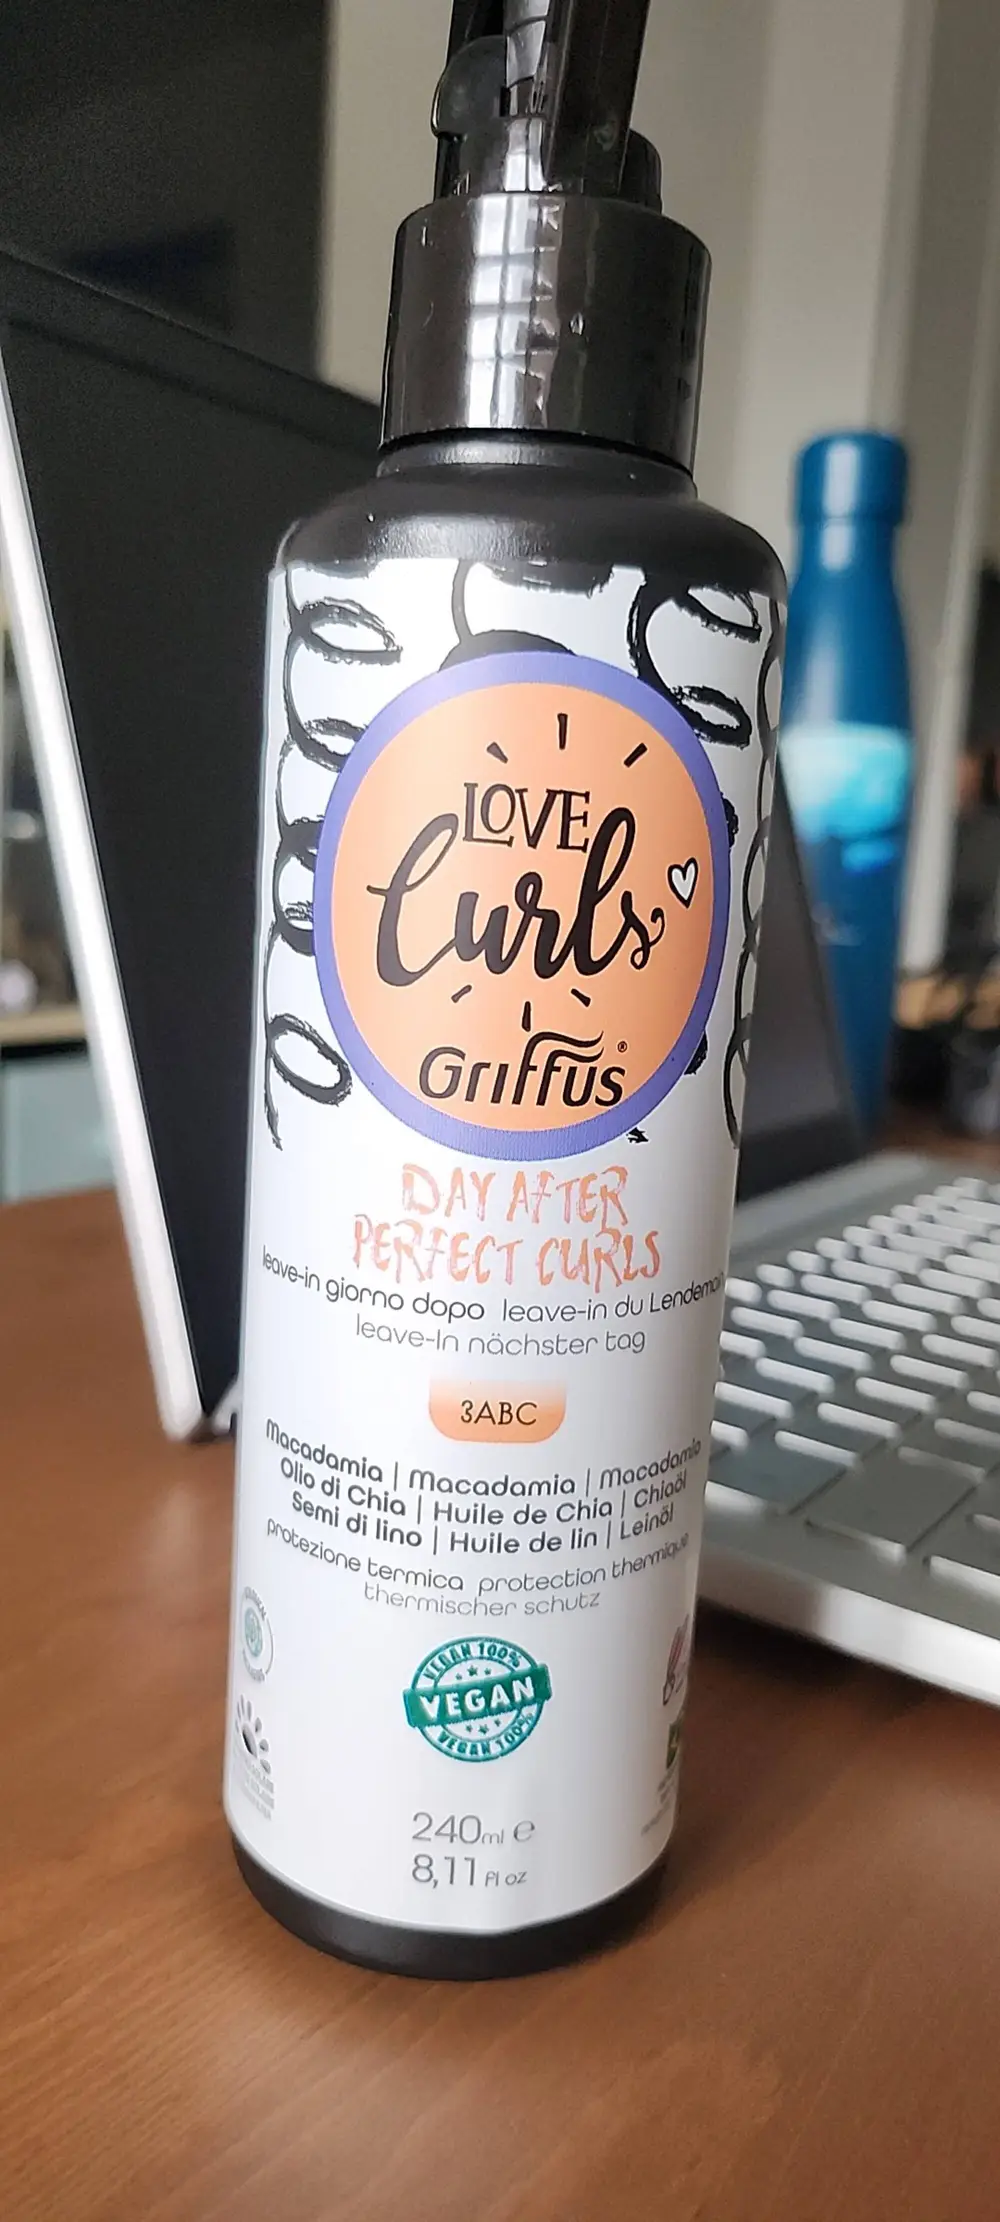 LOVE
Curls
Griffus®
DAY AFTER
PERFECT CURLS
leave-in giorno dopo leave-in du Lendemain
leave-In nächster tag
3ABC
Macadamia | Macadamia | Macadamia
Olio di Chia | Huile de Chia | Chiaöl
Semi di lino | Huile de lin | Leinöl
protezione termica protection thermique
thermischer schutz
VEGAN 100%
VEGAN
VEGAN 100%
240ml e
8,11 Fl oz